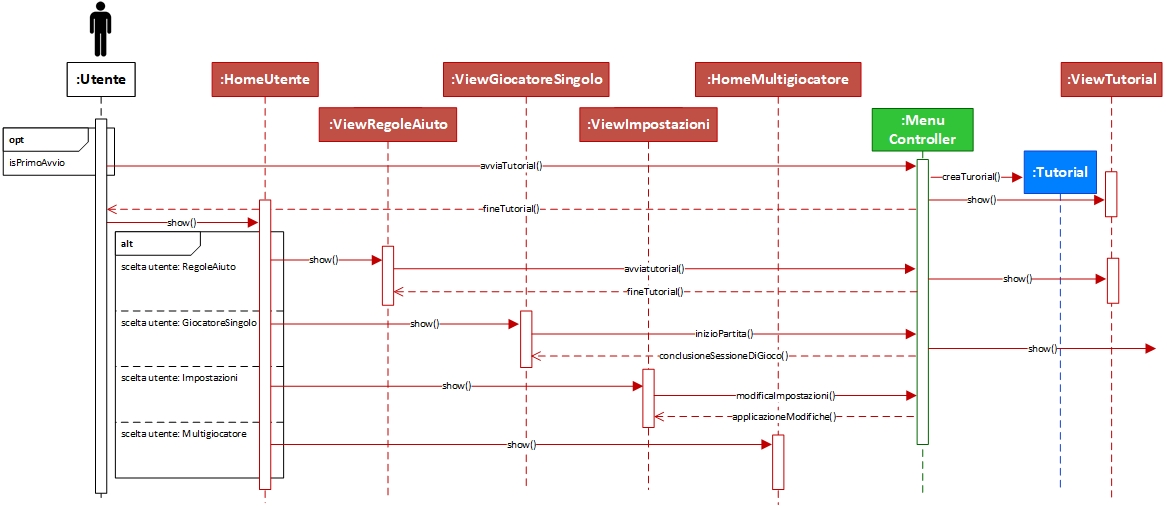 :Utente
:HomeUtente
:ViewGiocatoreSingolo
:HomeMultigiocatore
:ViewTutorial
:ViewRegoleAiuto
:ViewImpostazioni
:Menu
Controller
opt
isPrimoAvvio
avviaTutorial()
:Tutorial
creaTurorial()
show()
fineTutorial()
show()
alt
scelta utente: RegoleAiuto
show()
avviatutorial()
show()
fineTutorial()
scelta utente: GiocatoreSingolo
show()
inizioPartita()
show()
conclusioneSessioneDiGioco()
scelta utente: Impostazioni
show()
modificaImpostazioni()
applicazioneModifiche()
scelta utente: Multigiocatore
show()